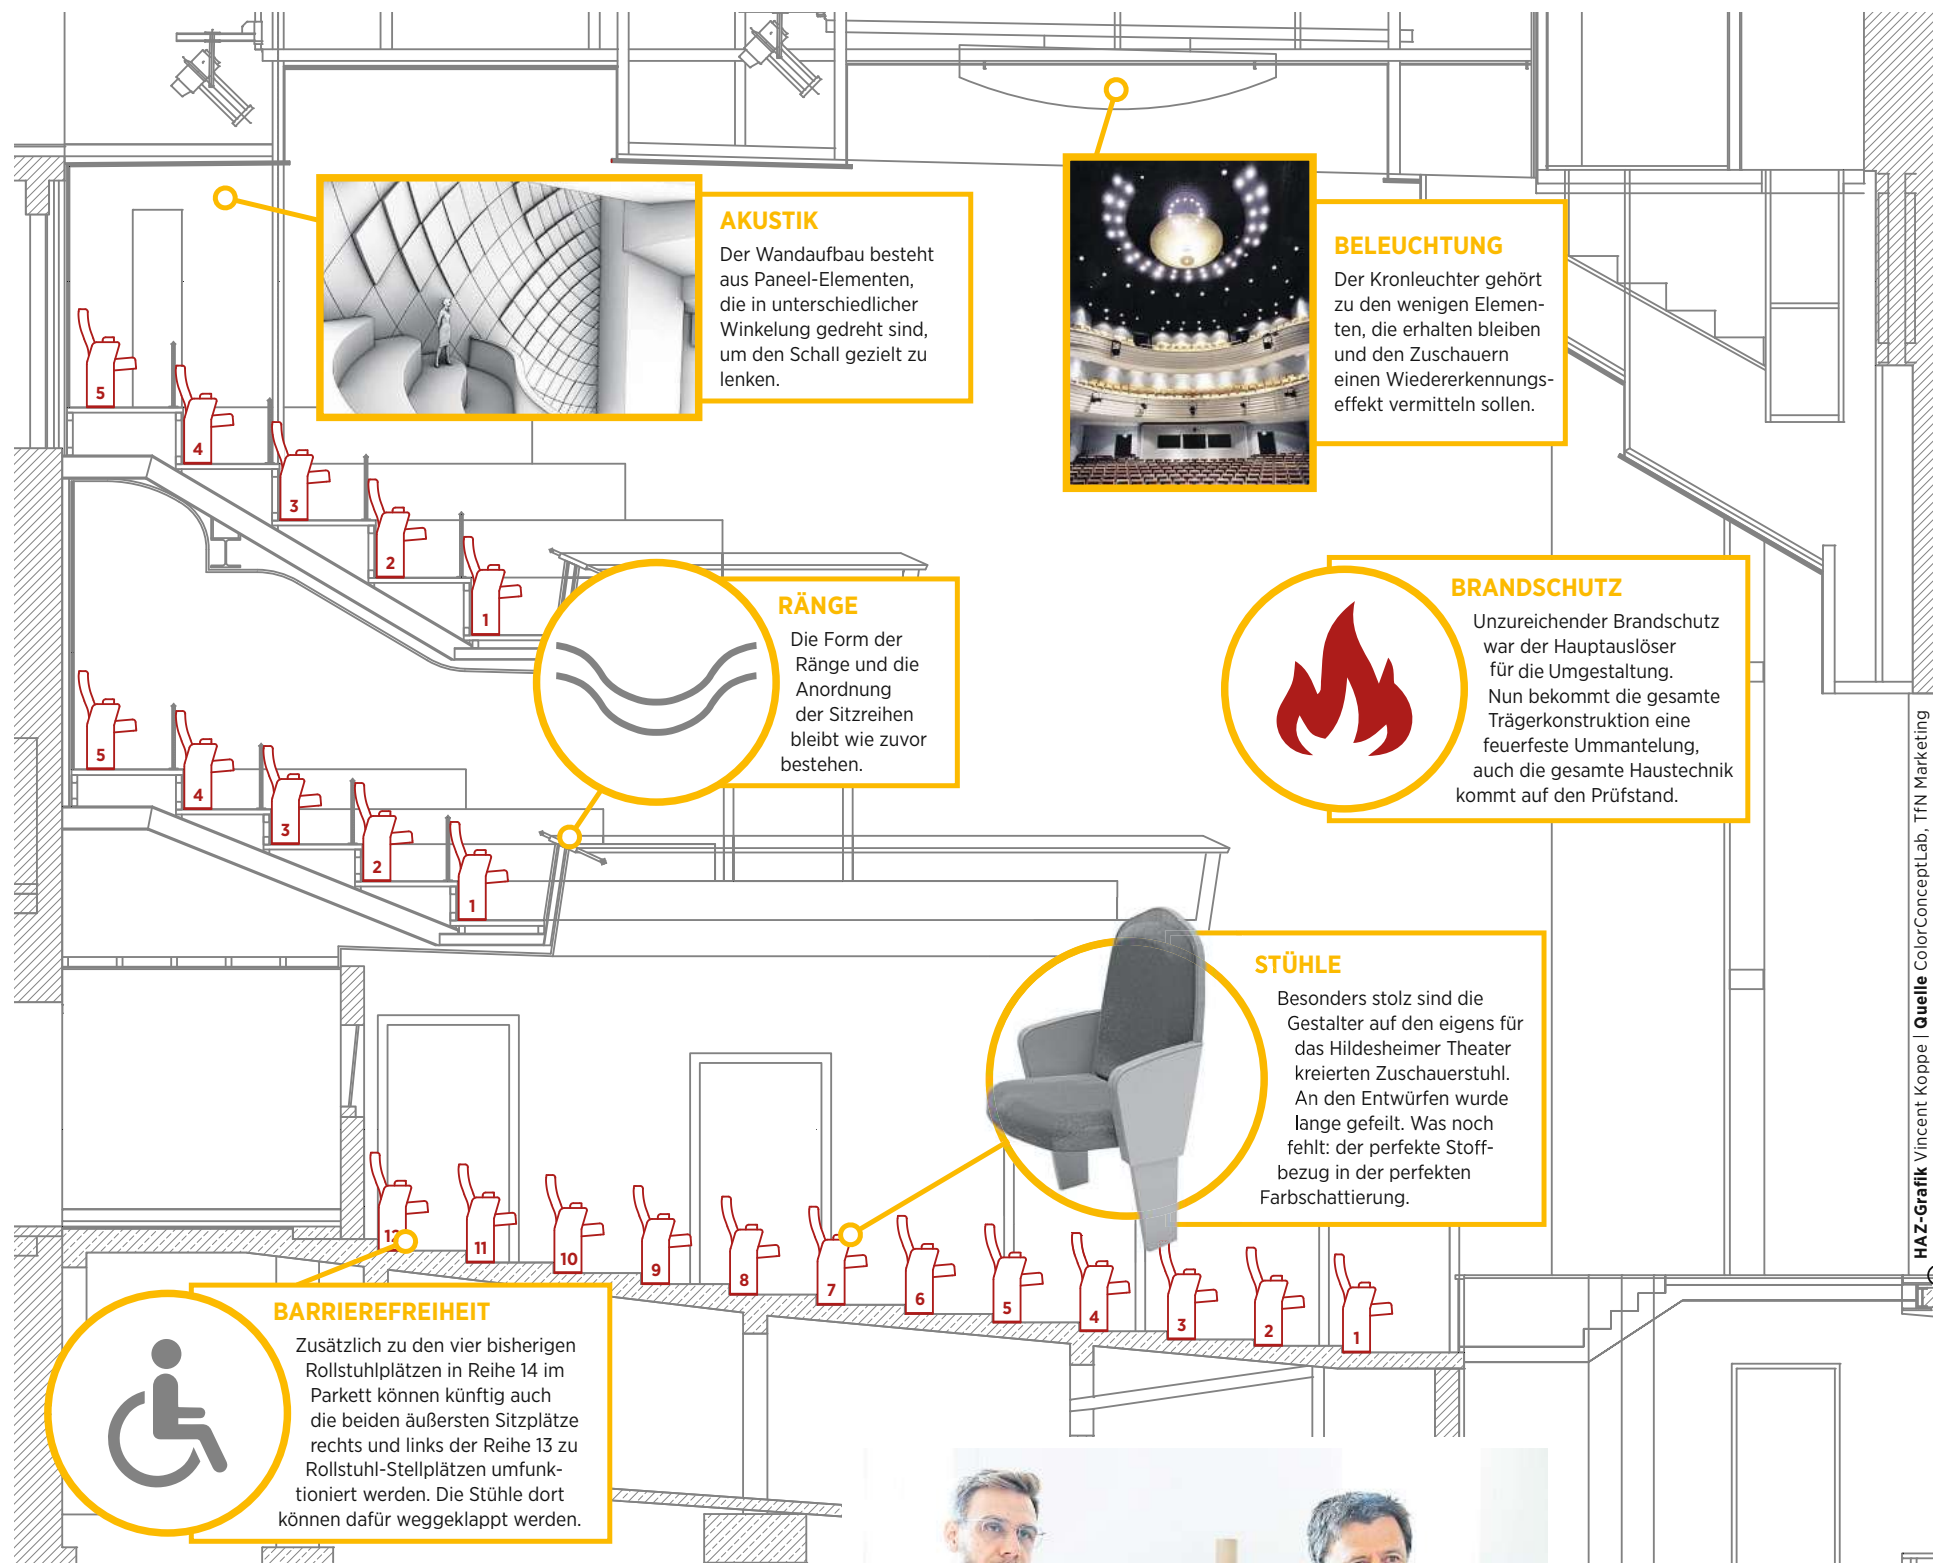 AKUSTIK
Der Wandaufbau besteht
aus Paneel-Elementen,
die in unterschiedlicher
Winkelung gedreht sind,
um den Schall gezielt zu
lenken.
BELEUCHTUNG
Der Kronleuchter gehört
zu den wenigen Elemen-
ten, die erhalten bleiben
und den Zuschauern
einen Wiedererkennungs-
effekt vermitteln sollen.
5
4
3
2
1
RÄNGE
Die Form der
Ränge und die
Anordnung
der Sitzreihen
bleibt wie zuvor
bestehen.
BRANDSCHUTZ
Unzureichender Brandschutz
war der Hauptauslöser
für die Umgestaltung.
Nun bekommt die gesamte
Trägerkonstruktion eine
feuerfeste Ummantelung,
auch die gesamte Haustechnik
kommt auf den Prüfstand.
5
4
3
2
1
STÜHLE
Besonders stolz sind die
Gestalter auf den eigens für
das Hildesheimer Theater
kreierten Zuschauerstuhl.
An den Entwürfen wurde
lange gefeilt. Was noch
fehlt: der perfekte Stoff-
bezug in der perfekten
Farbschattierung.
12
11
10
9
8
7
6
5
4
3
2
1
BARRIEREFREIHEIT
Zusätzlich zu den vier bisherigen
Rollstuhlplätzen in Reihe 14 im
Parkett können künftig auch
die beiden äußersten Sitzplätze
rechts und links der Reihe 13 zu
Rollstuhl-Stellplätzen umfunk-
tioniert werden. Die Stühle dort
können dafür weggeklappt werden.
HAZ-Grafik Vincent Koppe | Quelle ColorConceptLab, TfN Marketing